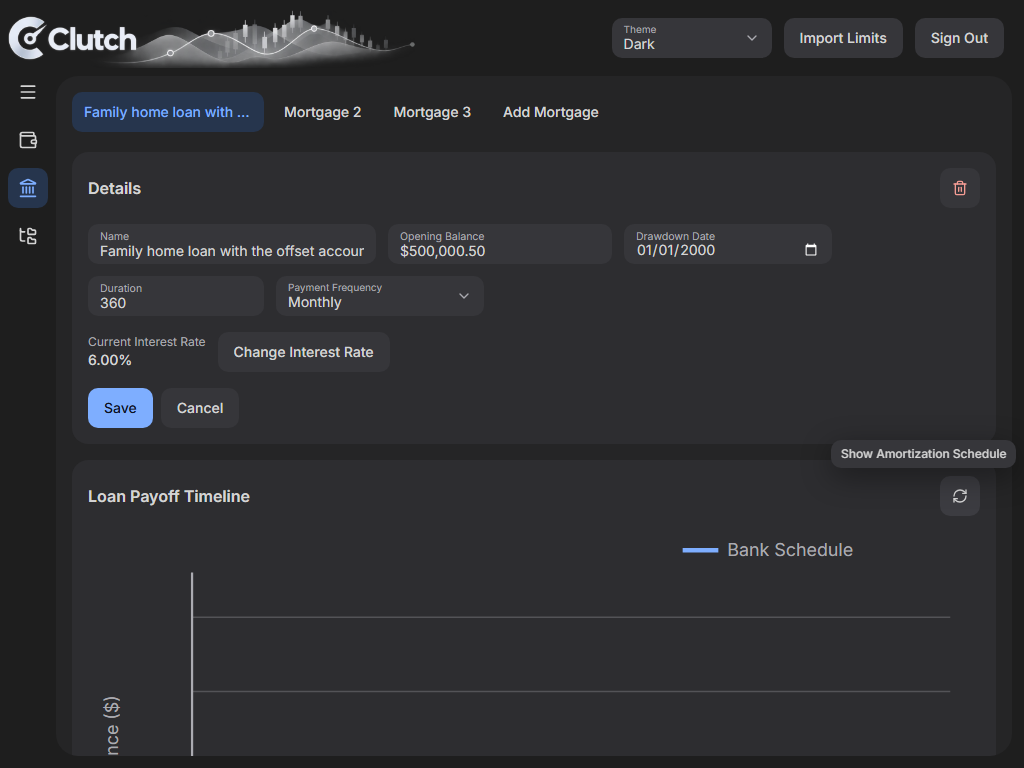 Clutch
Theme
Dark
Import Limits
Sign Out
Family home loan with ...
Mortgage 2
Mortgage 3
Add Mortgage
Details
Name
Family home loan with the offset accour
Opening Balance
$500,000.50
Drawdown Date
01/01/2000
Duration
360
Payment Frequency
Monthly
Current Interest Rate
6.00%
Change Interest Rate
Save
Cancel
Show Amortization Schedule
Loan Payoff Timeline
Bank Schedule
nce ($)